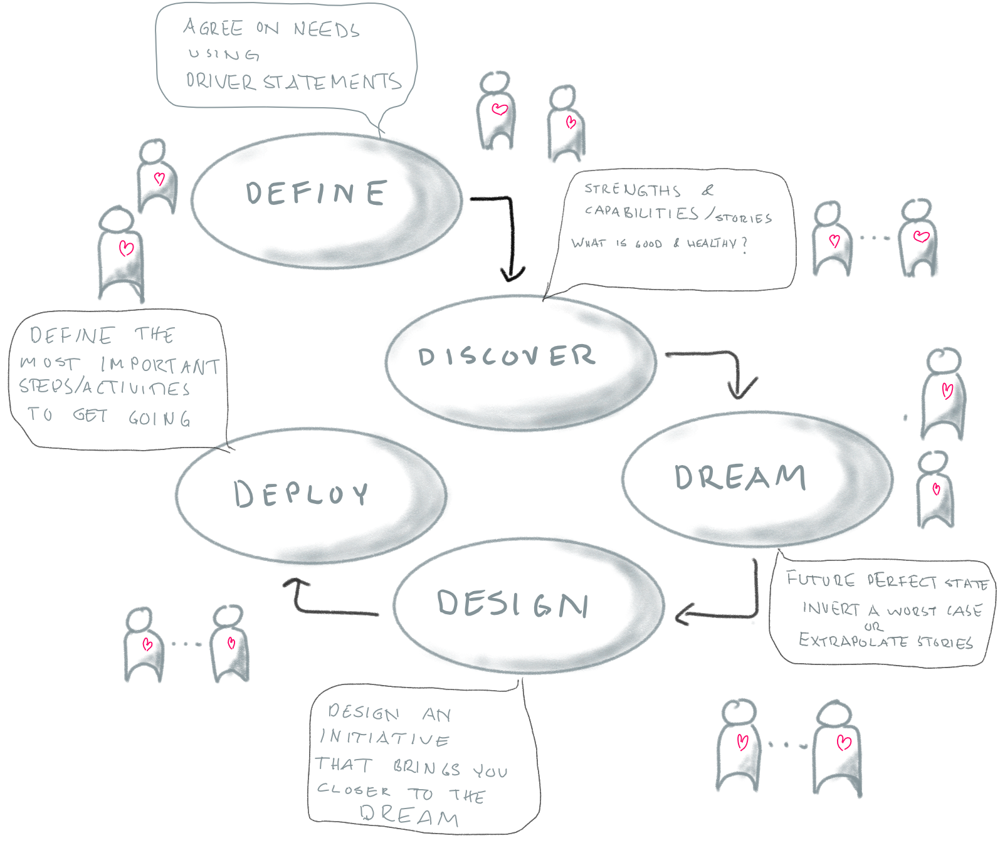 AGREE ON NEEDS
USING
DRIVER STATEMENTS
DEFINE
STRENGTHS &
CAPABILITIES/STORIES
WHAT IS GOOD & HEALTHY?
DISCOVER
DREAM
FUTURE PERFECT STATE
INVERT A WORST CASE
OR
EXTRAPOLATE STORIES
DESIGN
DESIGN AN
INITIATIVE
THAT BRINGS YOU
CLOSER TO THE
DREAM
DEPLOY
DEFINE THE
MOST IMPORTANT
STEPS/ACTIVITIES
TO GET GOING